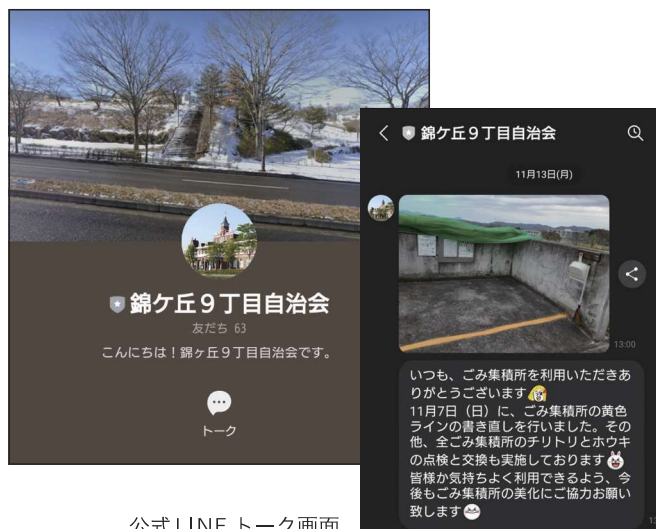 錦ケ丘9丁目自治会
友だち 63
こんにちは！錦ヶ丘9丁目自治会です。
トーク
錦ケ丘9丁目自治会
11月13日(月)
13:00
いつも、ごみ集積所を利用いただきあ
りがとうございます
11月7日（日）に、ごみ集積所の黄色
ラインの書き直しを行いました。その
他、全ごみ集積所のチリトリとホウキ
の点検と交換も実施しております
皆様か気持ちよく利用できるよう、今
後もごみ集積所の美化にご協力お願い
致します
公式LINE トーク画面